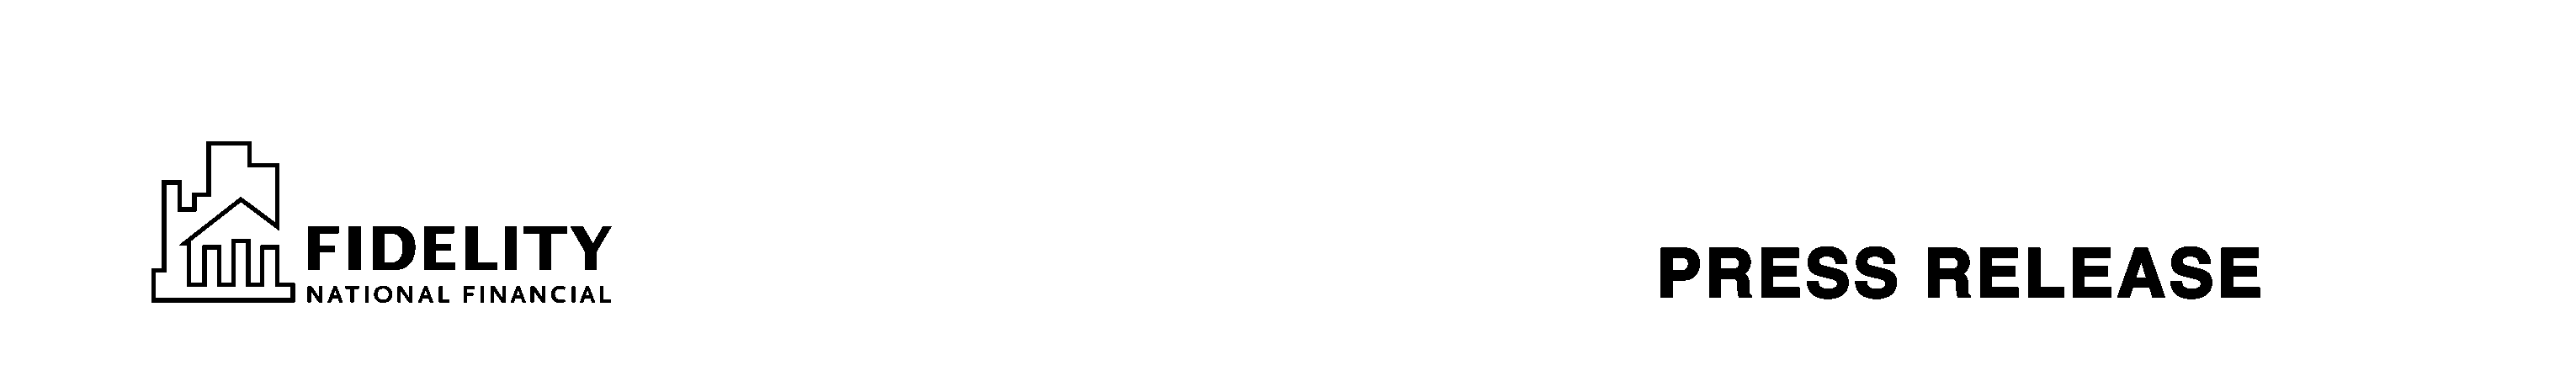 FIDELITY
NATIONAL FINANCIAL
PRESS RELEASE